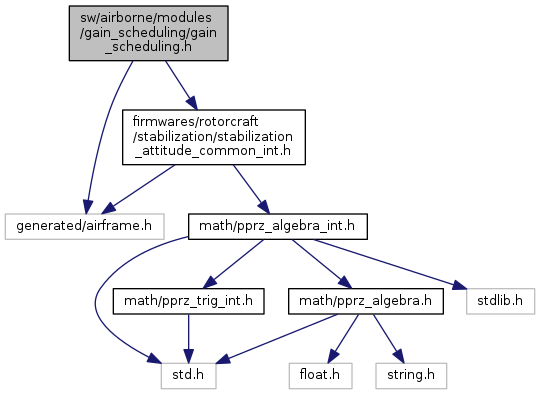 sw/airborne/modules
/gain_scheduling/gain
_scheduling.h
firmwares/rotorcraft
/stabilization/stabilization
_attitude_common_int.h
generated/airframe.h
math/pprz_algebra_int.h
math/pprz_trig_int.h
math/pprz_algebra.h
stdlib.h
std.h
float.h
string.h